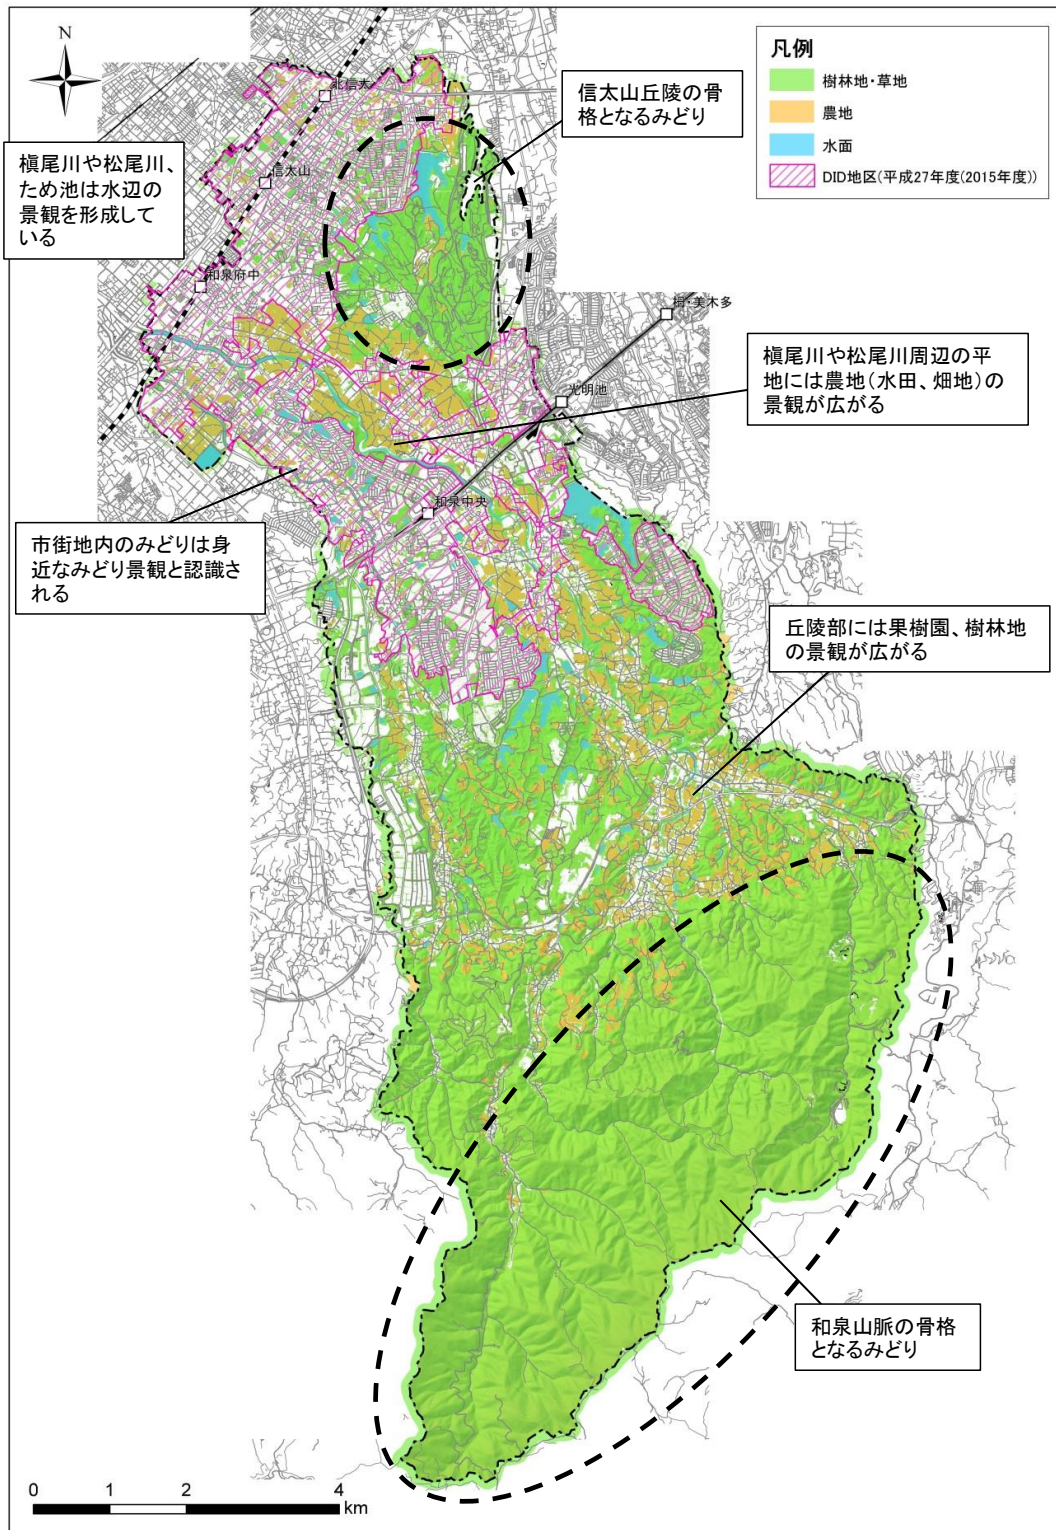 N
凡例
樹林地・草地
農地
水面
DID地区(平成27年度(2015年度))
信太山丘陵の骨
格となるみどり
槇尾川や松尾川、
ため池は水辺の
景観を形成して
いる
北信太
信太山
和泉府中
栂・美木多
光明池
和泉中央
槇尾川や松尾川周辺の平
地には農地(水田、畑地)の
景観が広がる
市街地内のみどりは身
近なみどり景観と認識さ
れる
丘陵部には果樹園、樹林地
の景観が広がる
和泉山脈の骨格
となるみどり
0 1 2 4
km